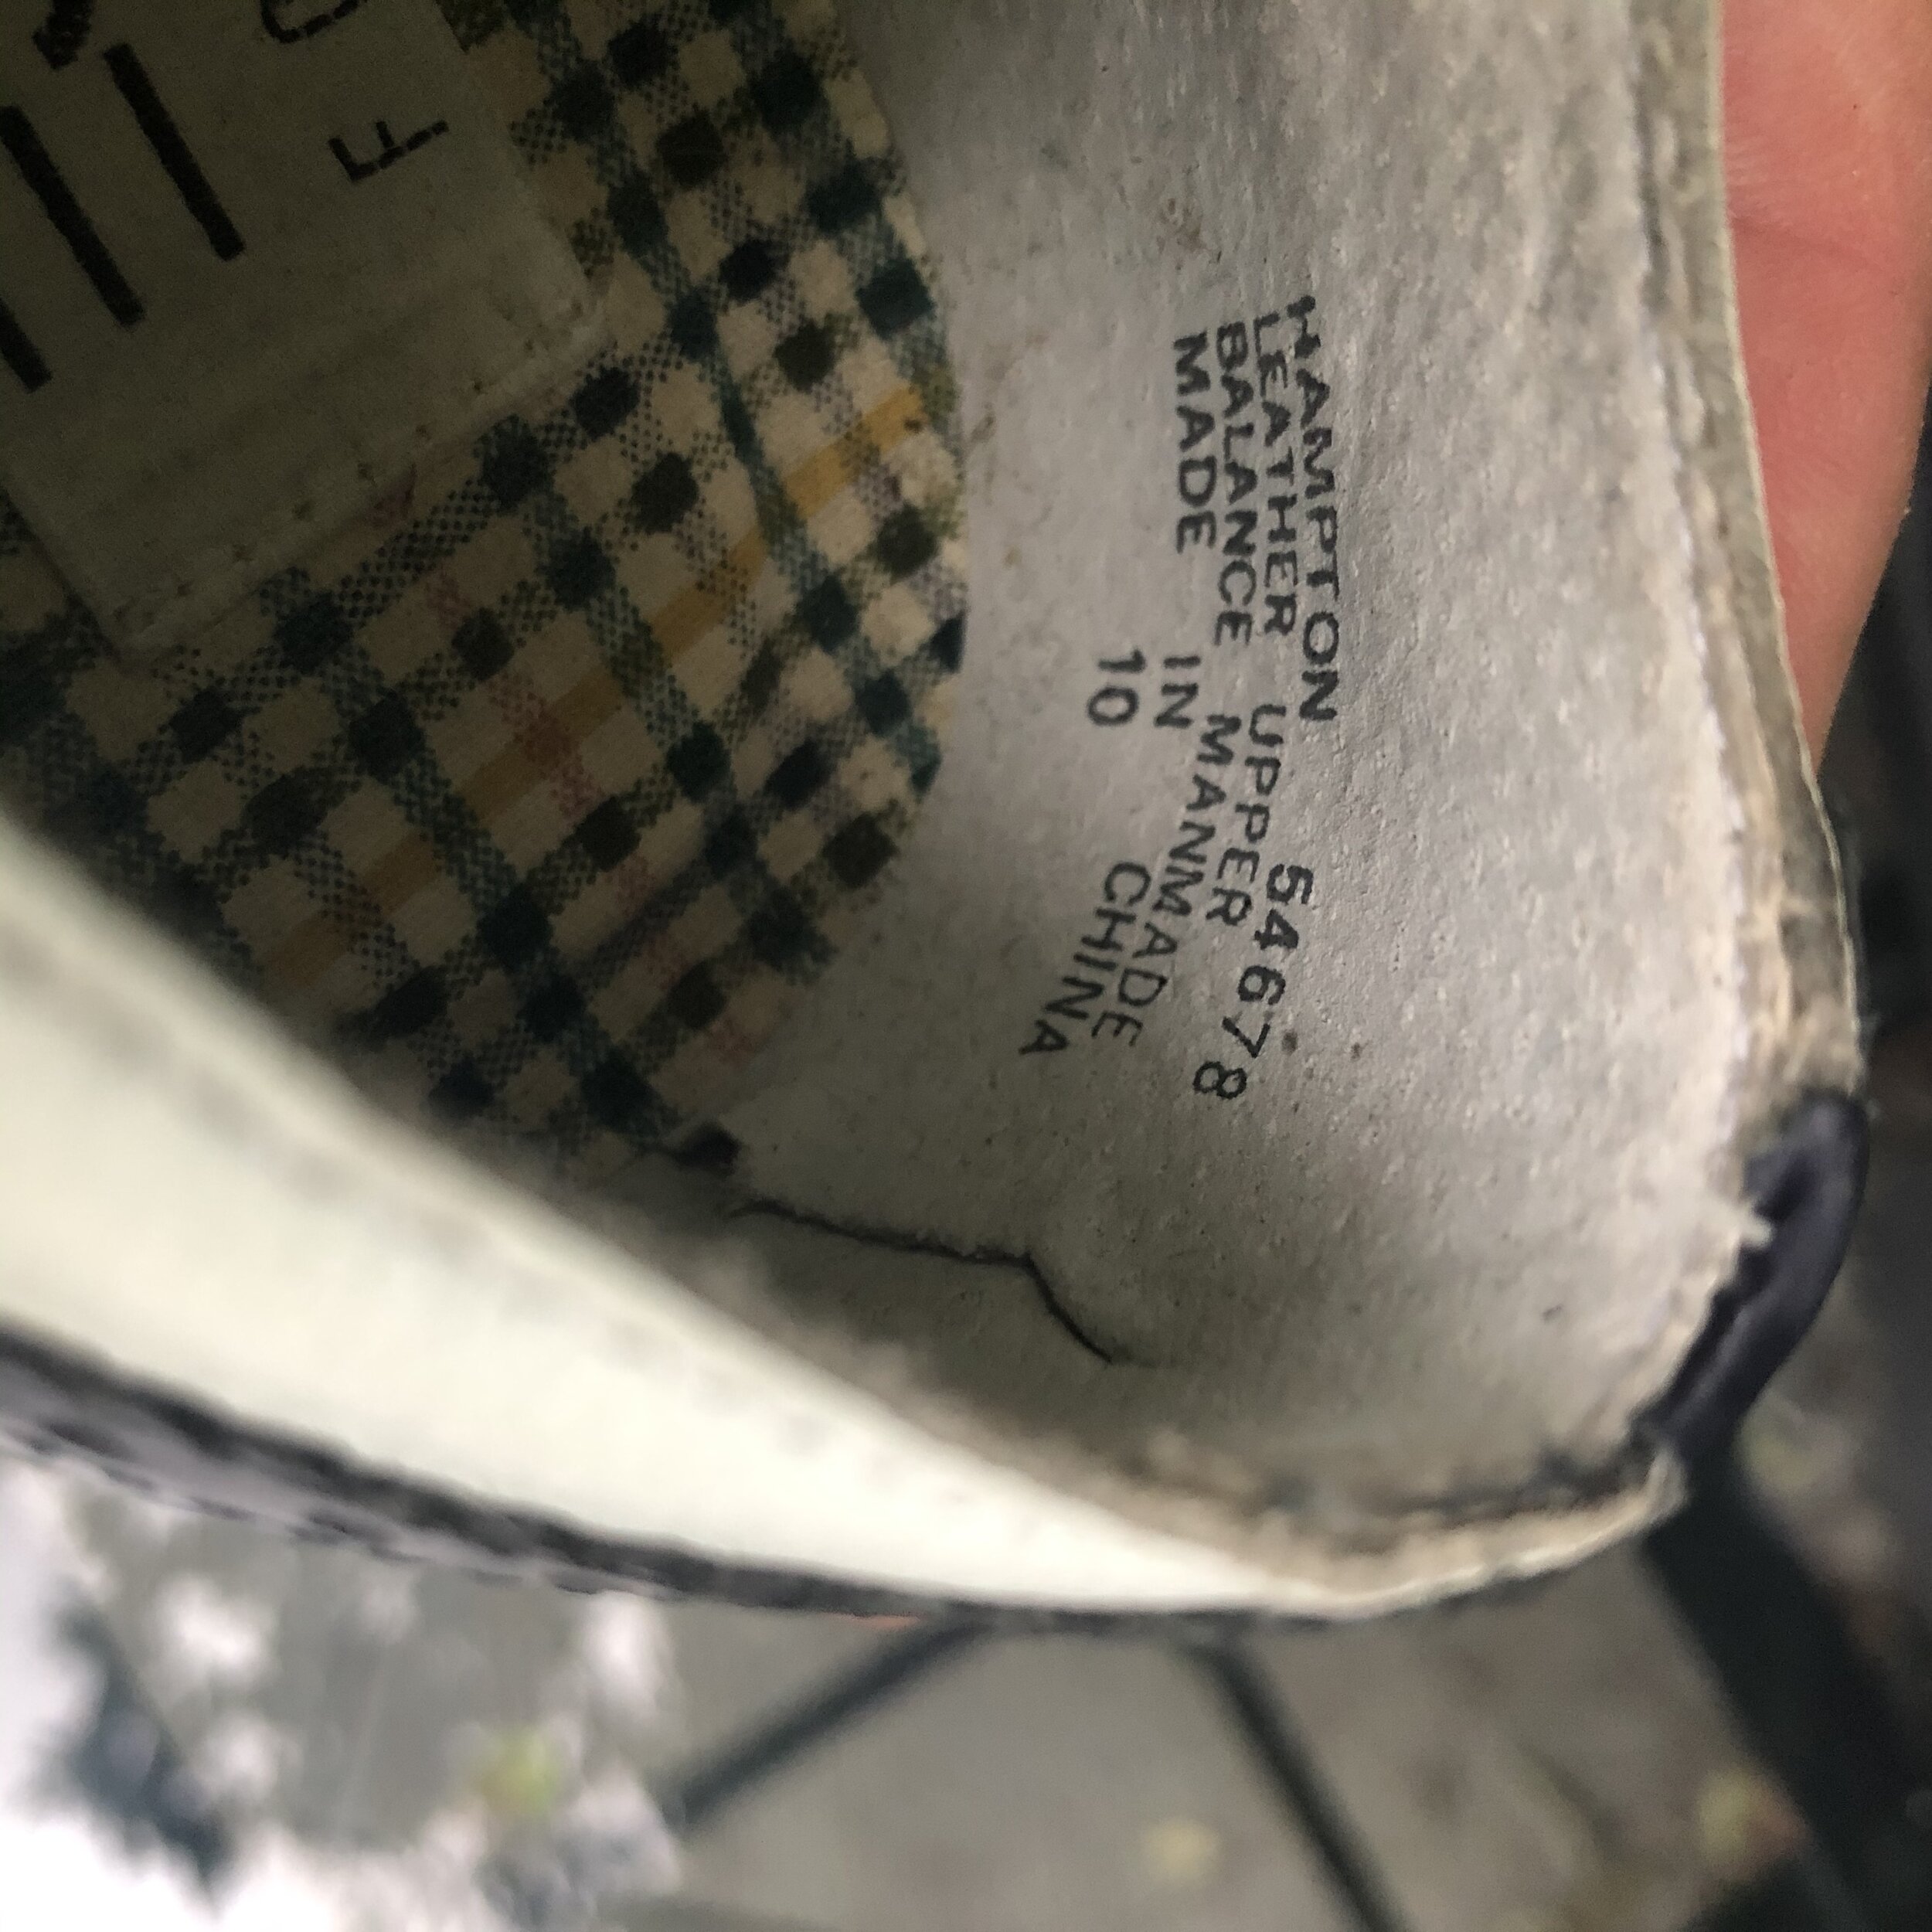 HAMPTON 54678
LEATHER UPPER
BALANCE MANMADE
MADE IN CHINA
10